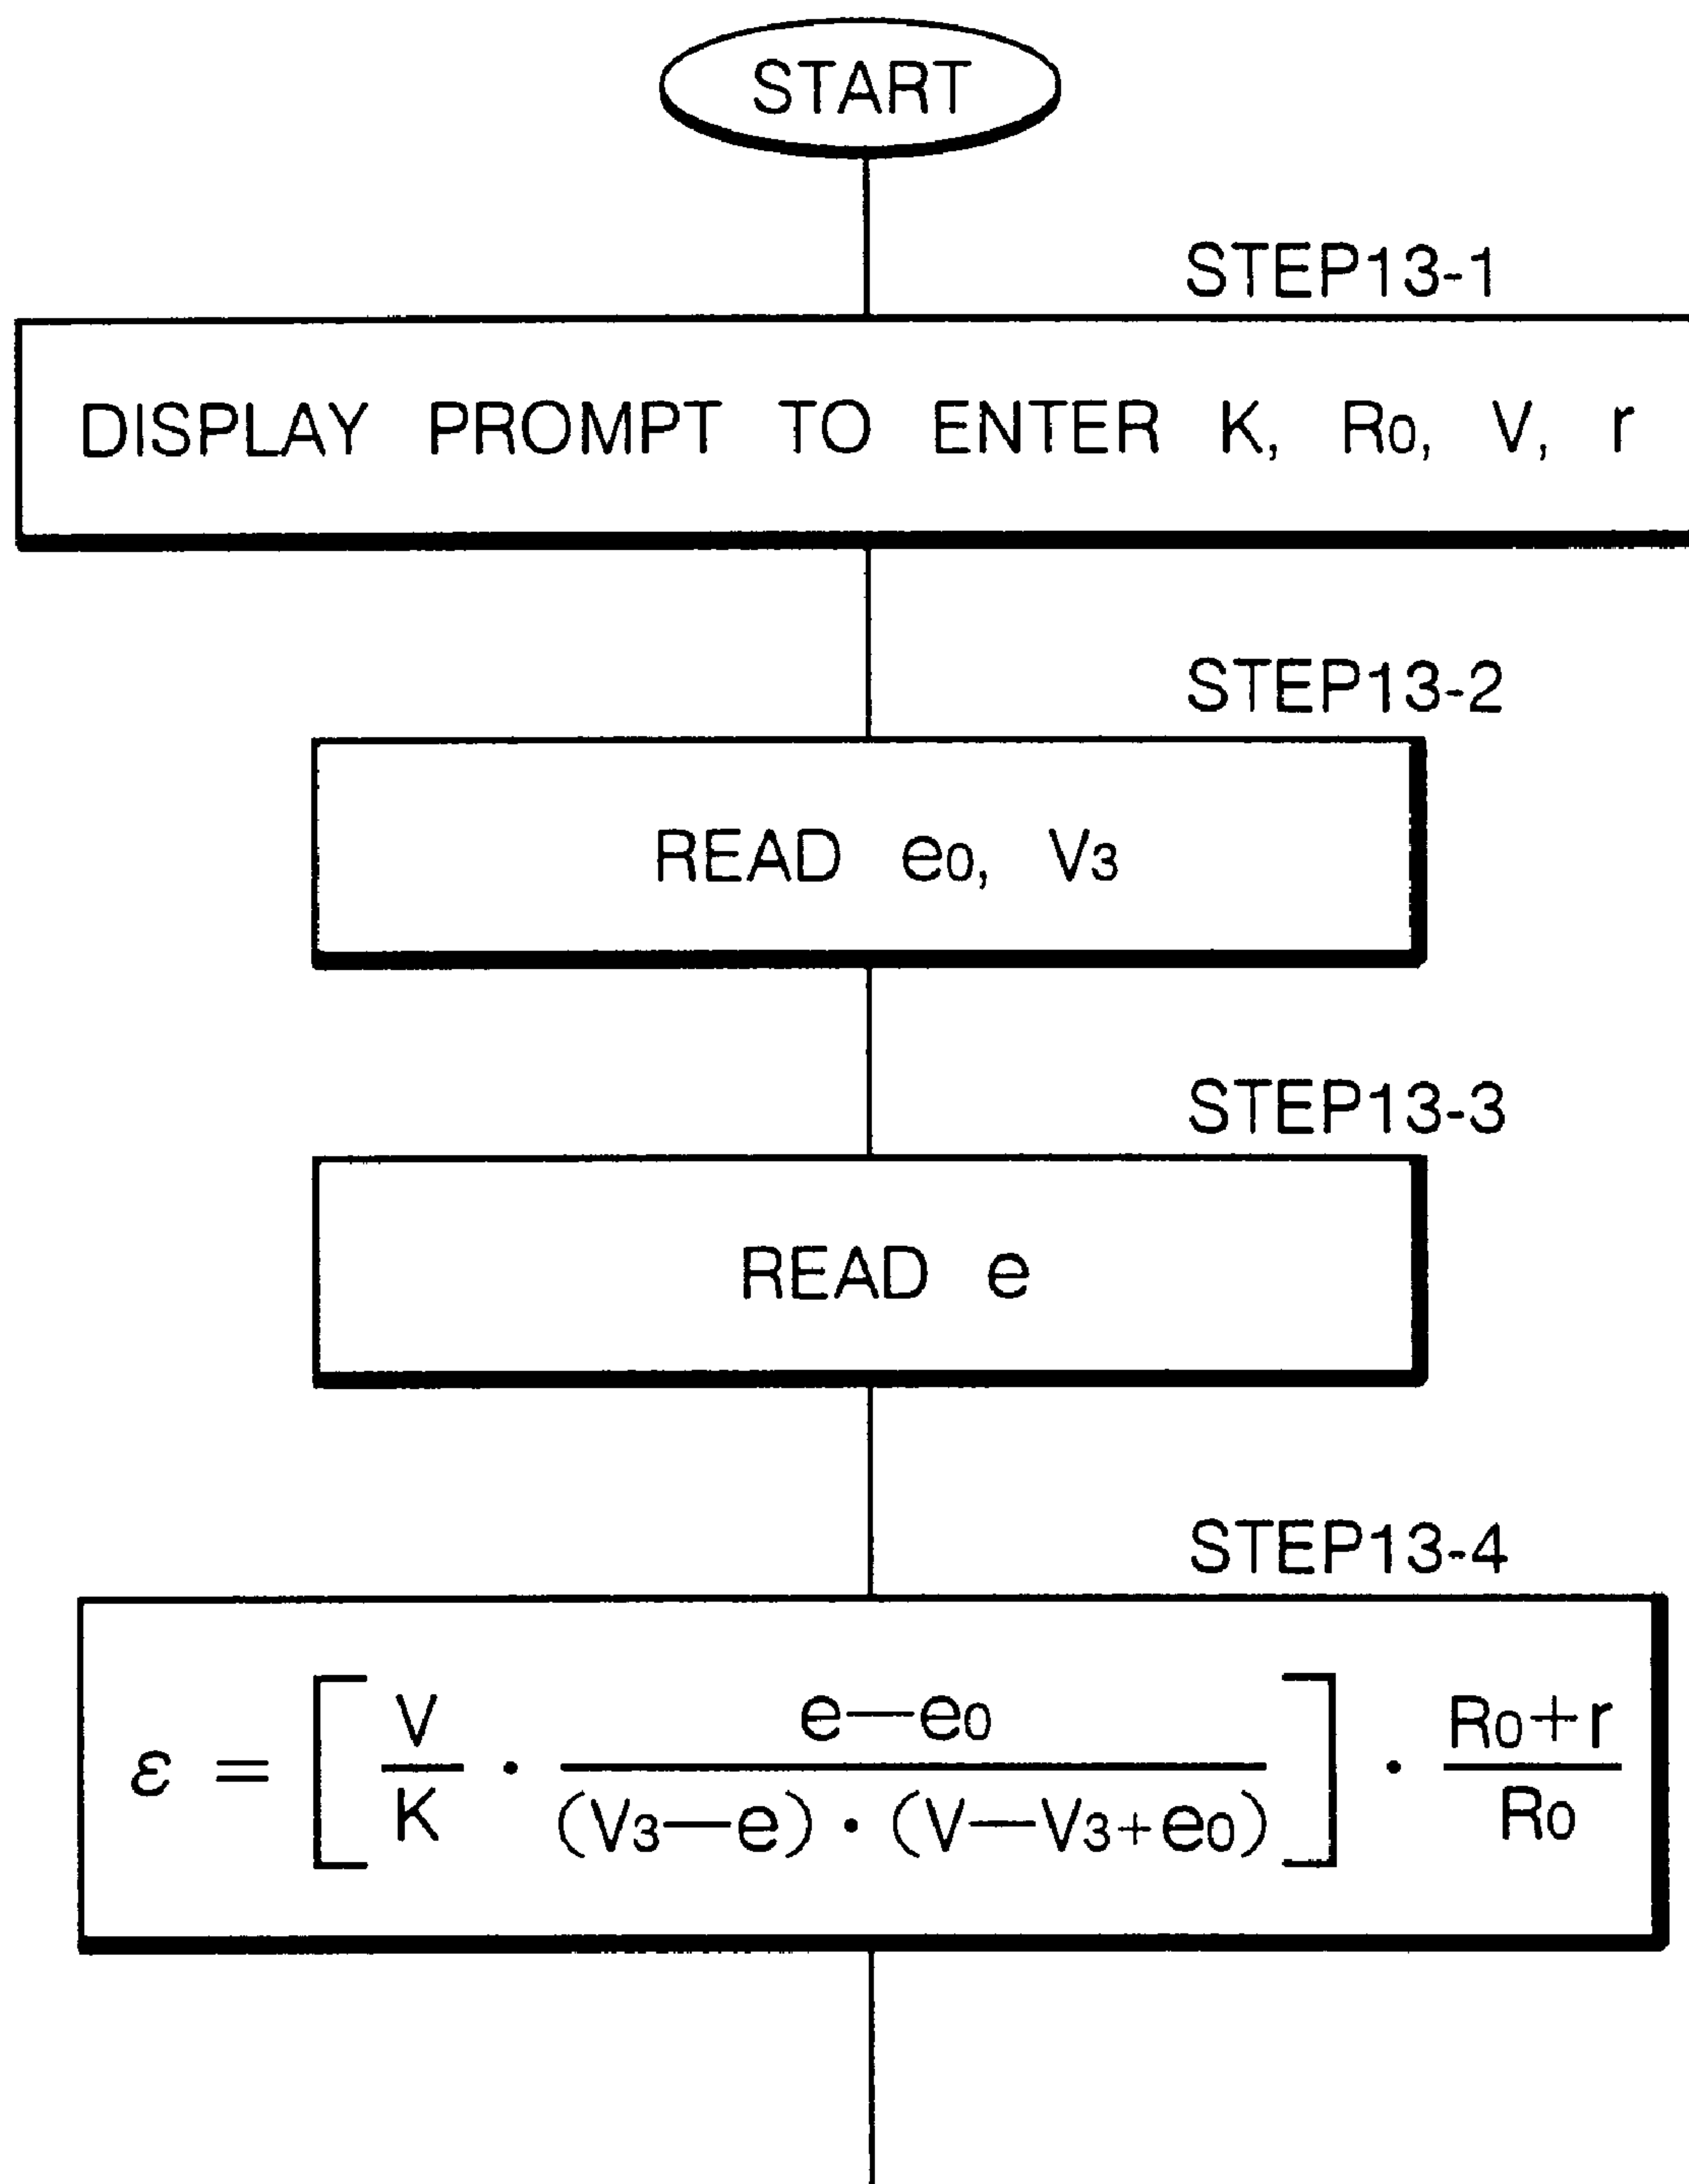 START
STEP13-1
DISPLAY PROMPT TO ENTER K, R₀, V, r
STEP13-2
READ e₀, V₃
STEP13-3
READ e
STEP13-4
ε = [ V/K · (e−e₀)/((V₃−e)·(V−V₃+e₀)) ] · (R₀+r)/R₀